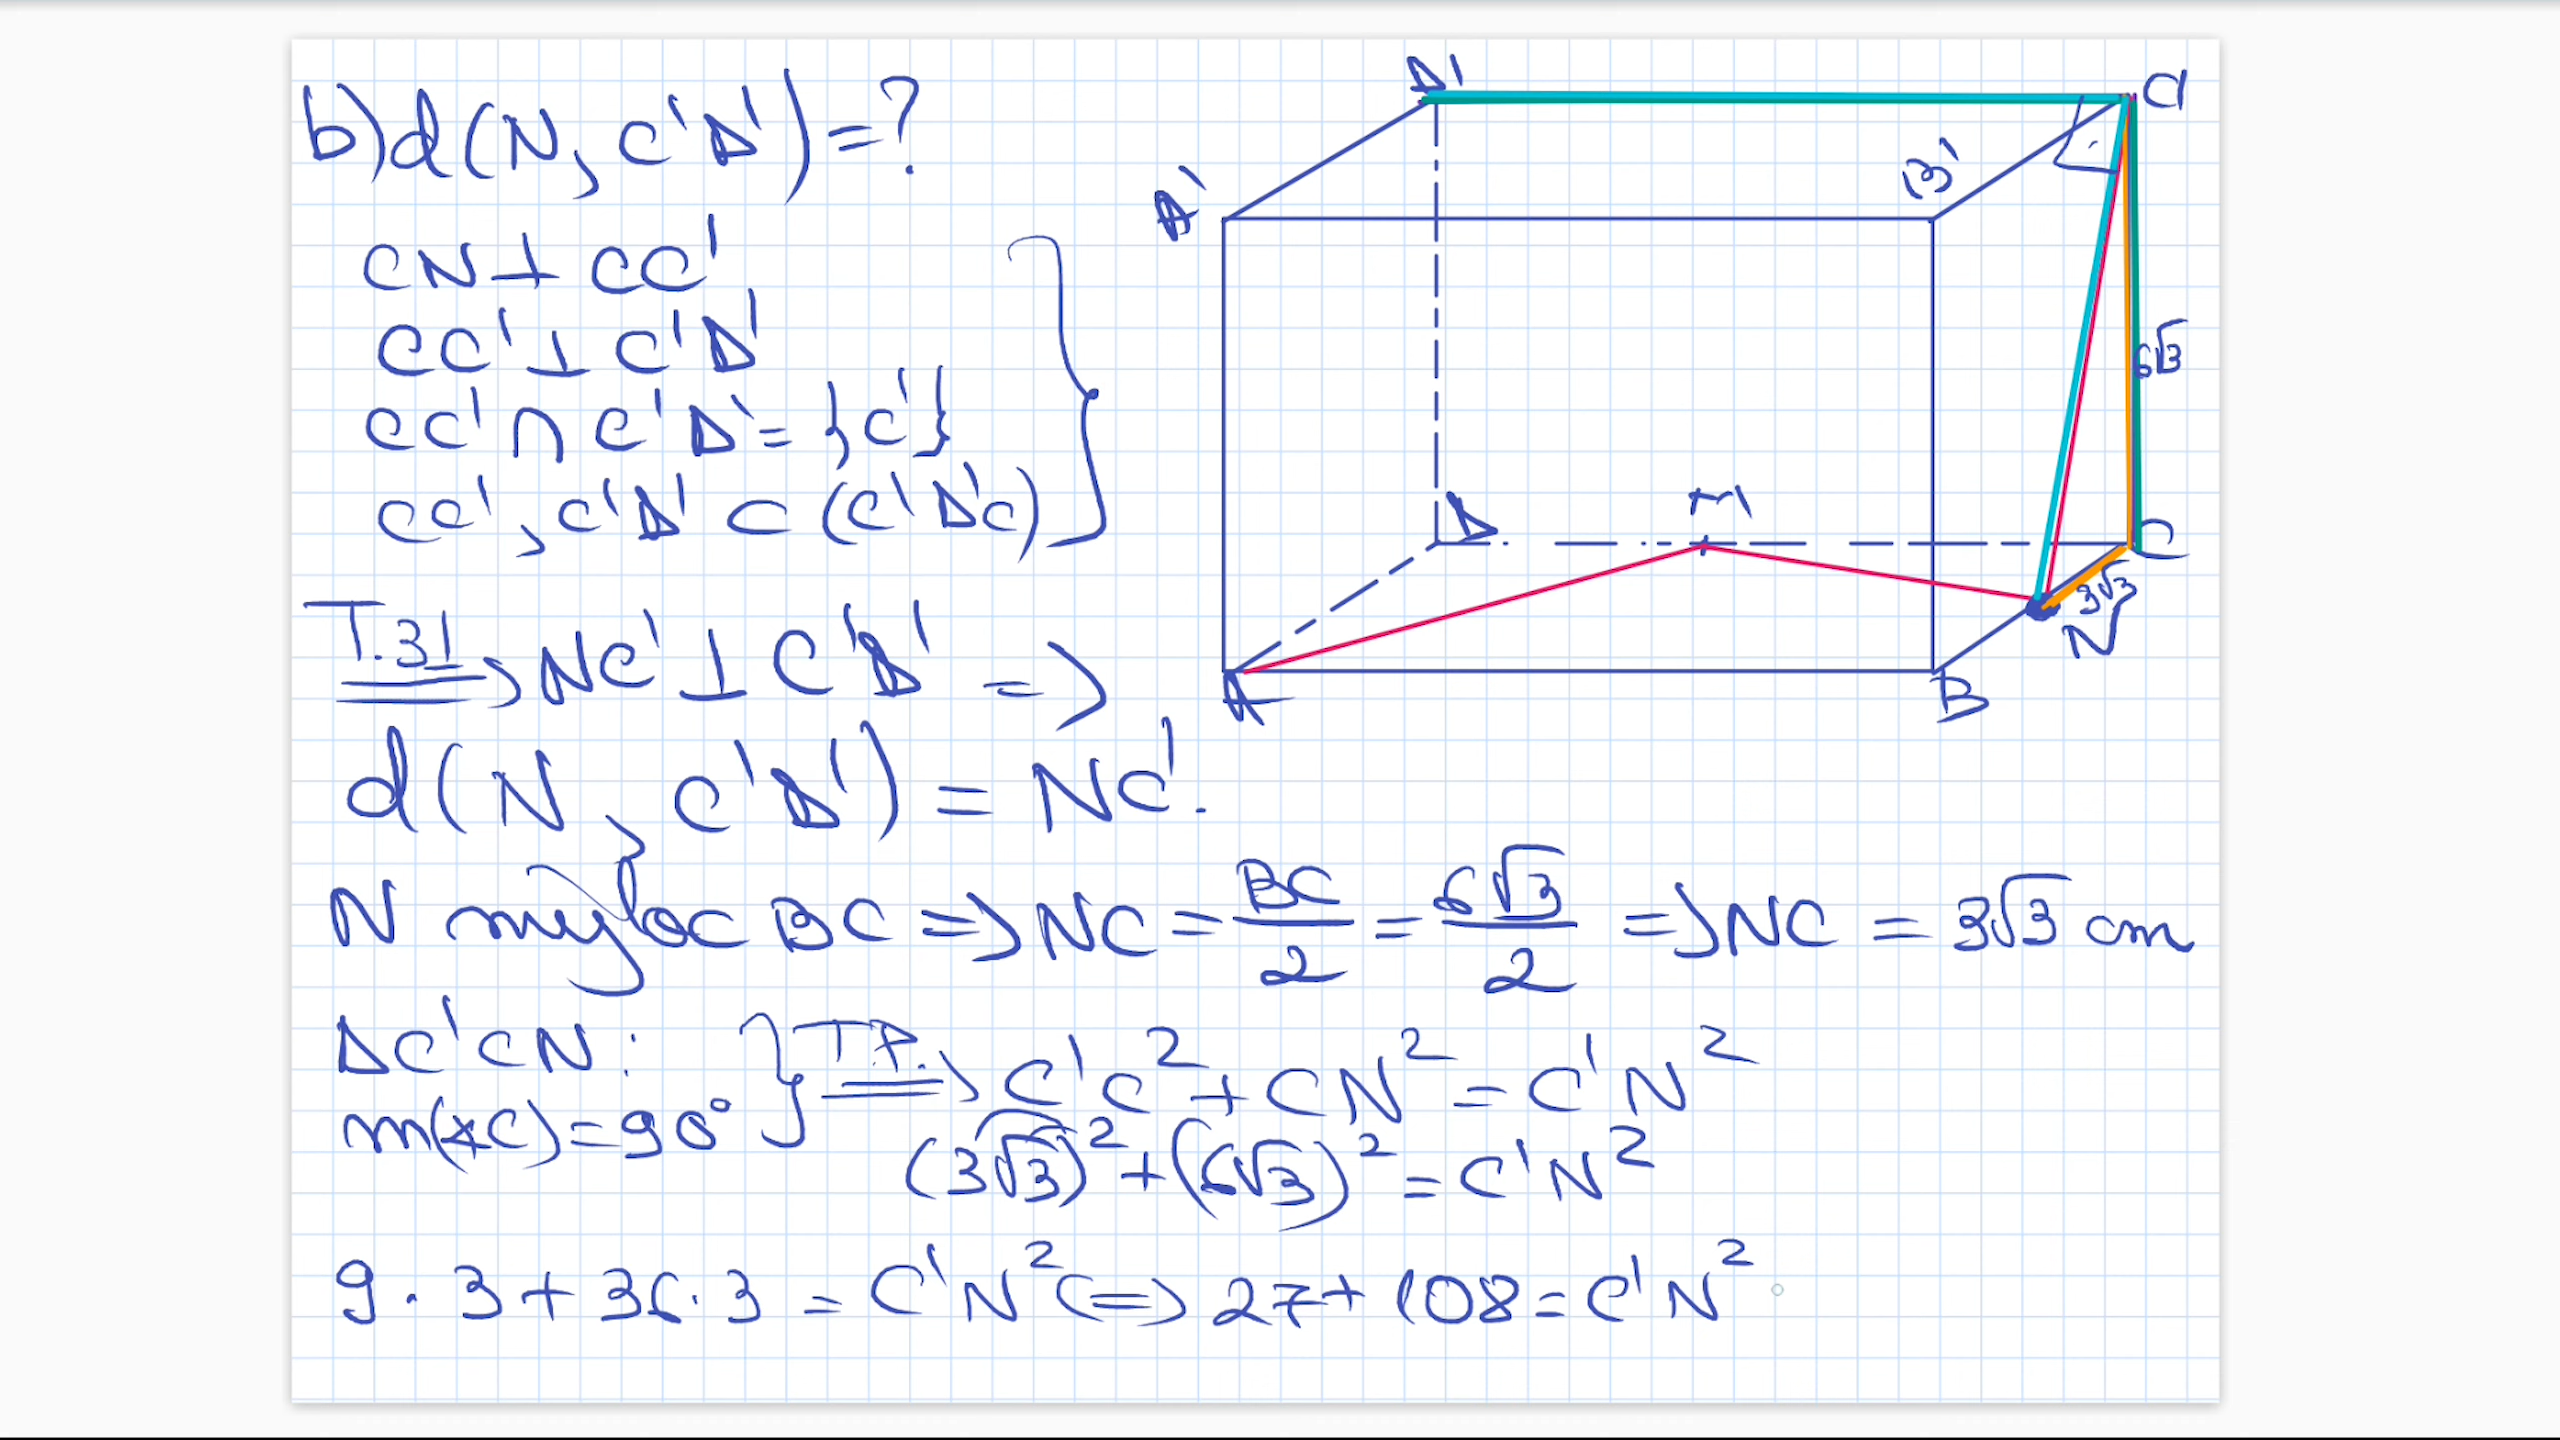 b) d(N, C'D') = ?
CN ⊥ CC'
CC' ⊥ C'D'
CC' ∩ C'D' = {C'}
CC', C'D' ⊂ (C'D'C)
T.3⊥ ⇒ NC' ⊥ C'D' ⇒
d(N, C'D') = NC'.
N mijloc BC ⇒ NC = BC/2 = 6√3/2 ⇒ NC = 3√3 cm
ΔC'CN:
m(∢C) = 90° } T.P. ⇒ C'C² + CN² = C'N²
(3√3)² + (6√3)² = C'N²
9 · 3 + 36 · 3 = C'N² ⇔ 27 + 108 = C'N²
D'
C'
A'
B'
6√3
D
M
C
3√3
N
A
B